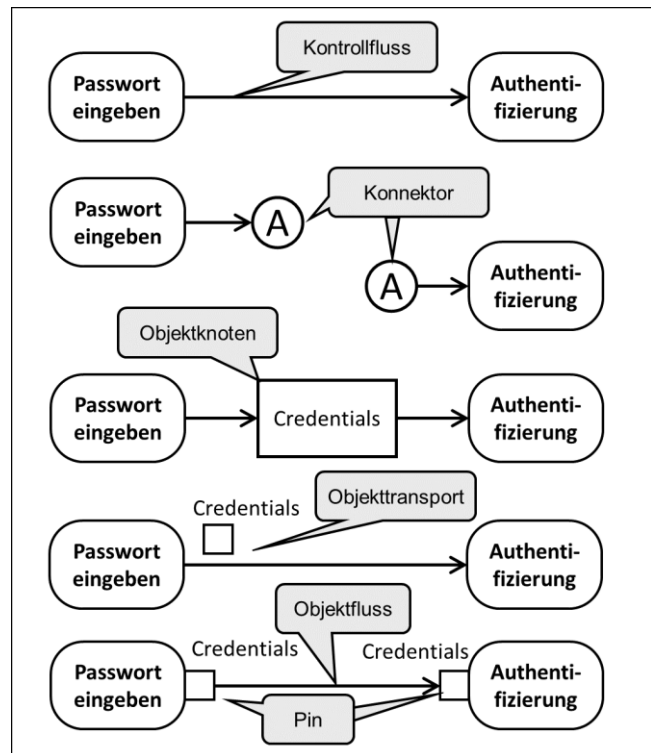 Kontrollfluss
Passwort
eingeben
Authenti-
fizierung
Konnektor
Passwort
eingeben
A
A
Authenti-
fizierung
Objektknoten
Passwort
eingeben
Credentials
Authenti-
fizierung
Credentials
Objekttransport
Passwort
eingeben
Authenti-
fizierung
Objektfluss
Credentials
Credentials
Passwort
eingeben
Authenti-
fizierung
Pin